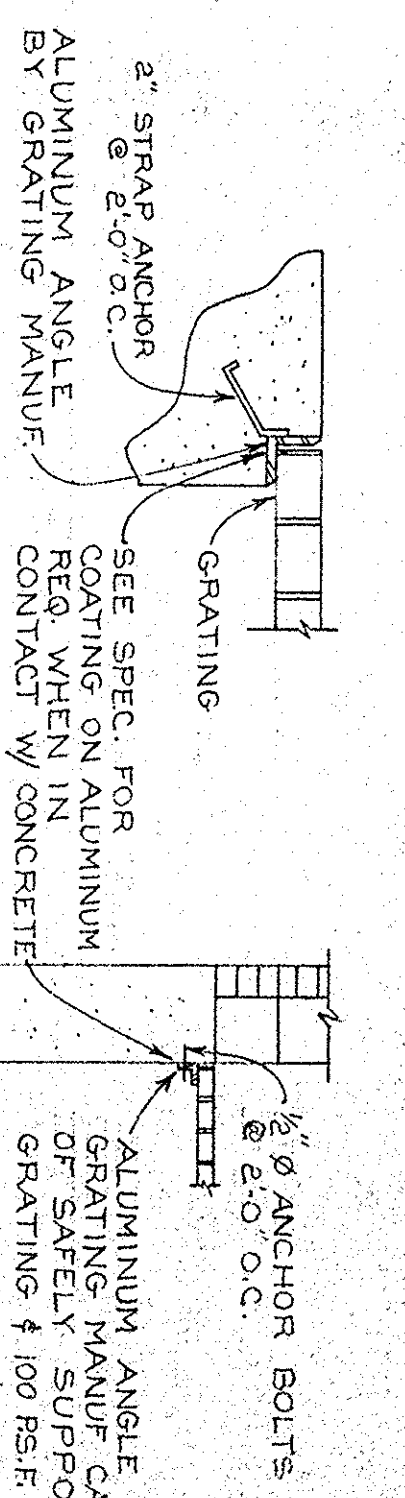 2" STRAP ANCHOR
@ 2'-0" O.C.
ALUMINUM ANGLE
BY GRATING MANUF.
GRATING
SEE SPEC. FOR
COATING ON ALUMINUM
REQ. WHEN IN
CONTACT W/ CONCRETE
1/2" Ø ANCHOR BOLTS
@ 2'-0" O.C.
ALUMINIUM ANGLE
GRATING MANUF CA
OF SAFELY SUPPO
GRATING & 100 P.S.F.